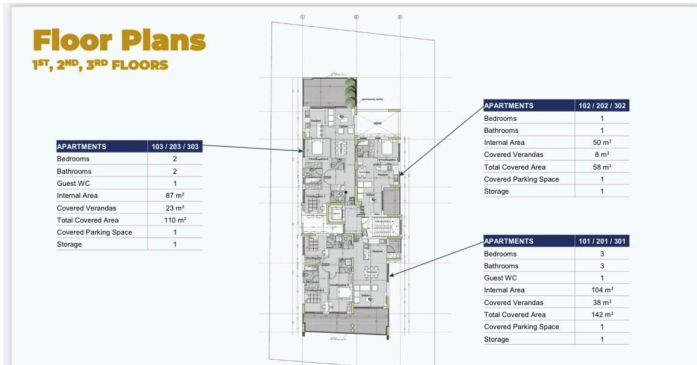 Floor Plans
1ST, 2ND, 3RD FLOORS
APARTMENTS 103 / 203 / 303
Bedrooms 2
Bathrooms 2
Guest WC 1
Internal Area 87 m²
Covered Verandas 23 m²
Total Covered Area 110 m²
Covered Parking Space 1
Storage 1
APARTMENTS 102 / 202 / 302
Bedrooms 1
Bathrooms 1
Internal Area 50 m²
Covered Verandas 8 m²
Total Covered Area 58 m²
Covered Parking Space 1
Storage 1
APARTMENTS 101 / 201 / 301
Bedrooms 3
Bathrooms 3
Guest WC 1
Internal Area 104 m²
Covered Verandas 38 m²
Total Covered Area 142 m²
Covered Parking Space 1
Storage 1